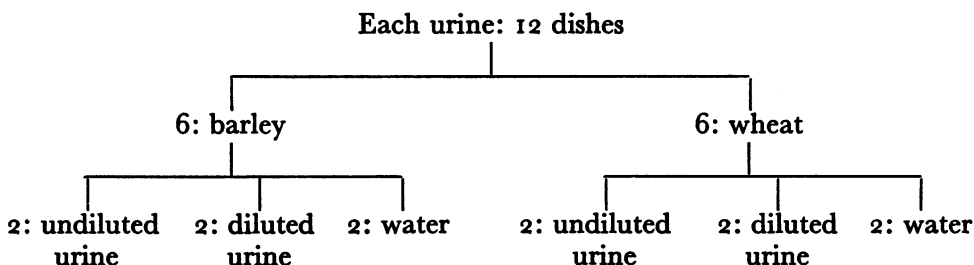 Each urine: 12 dishes
6: barley 6: wheat
2: undiluted urine 2: diluted urine 2: water 2: undiluted urine 2: diluted urine 2: water